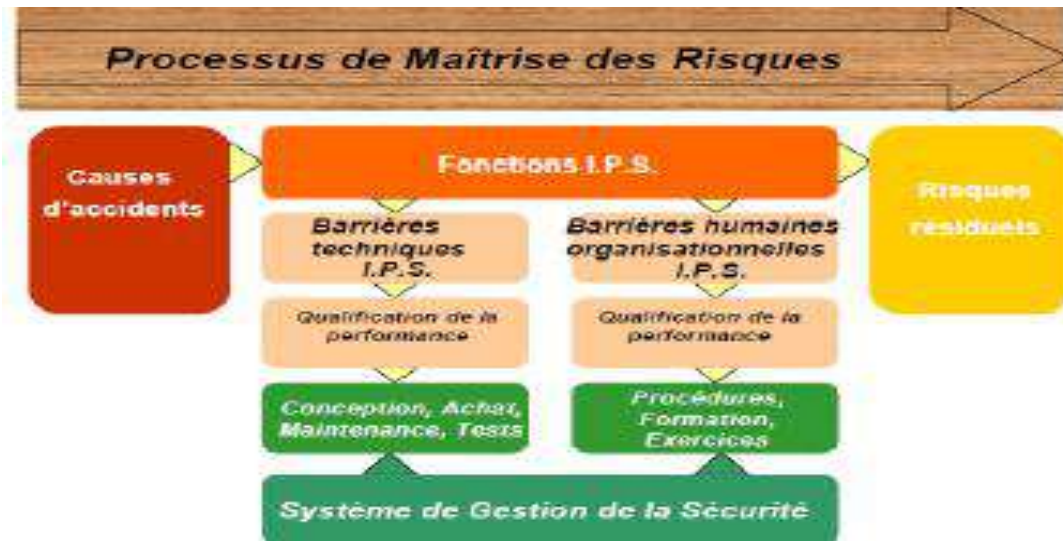 Processus de Maîtrise des Risques
Causes
d'accidents
Fonctions I.P.S.
Risques
résiduels
Barrières
techniques
I.P.S.
Barrières humaines
organisationnelles
I.P.S.
Qualification de la
performance
Qualification de la
performance
Conception, Achat,
Maintenance, Tests
Procédures,
Formation,
Exercices
Système de Gestion de la Sécurité